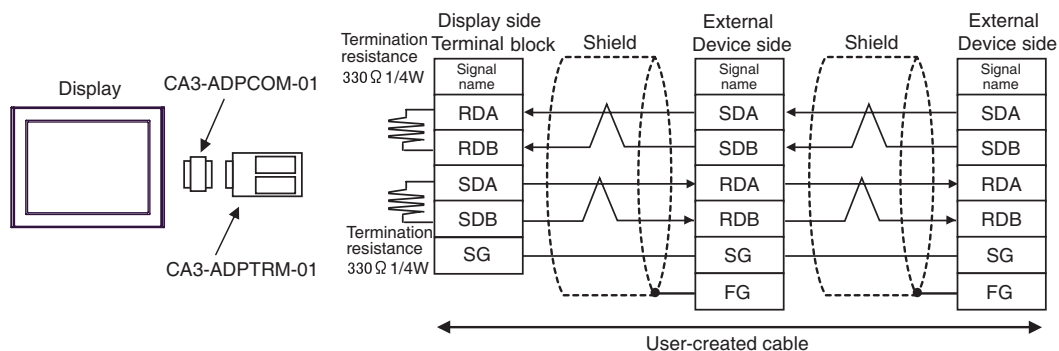 Display
CA3-ADPCOM-01
CA3-ADPTRM-01
Termination
resistance
330 Ω 1/4W
Termination
resistance
330 Ω 1/4W
Display side
Terminal block
Signal
name
RDA
RDB
SDA
SDB
SG
Shield
External
Device side
Signal
name
SDA
SDB
RDA
RDB
SG
FG
Shield
External
Device side
Signal
name
SDA
SDB
RDA
RDB
SG
FG
User-created cable